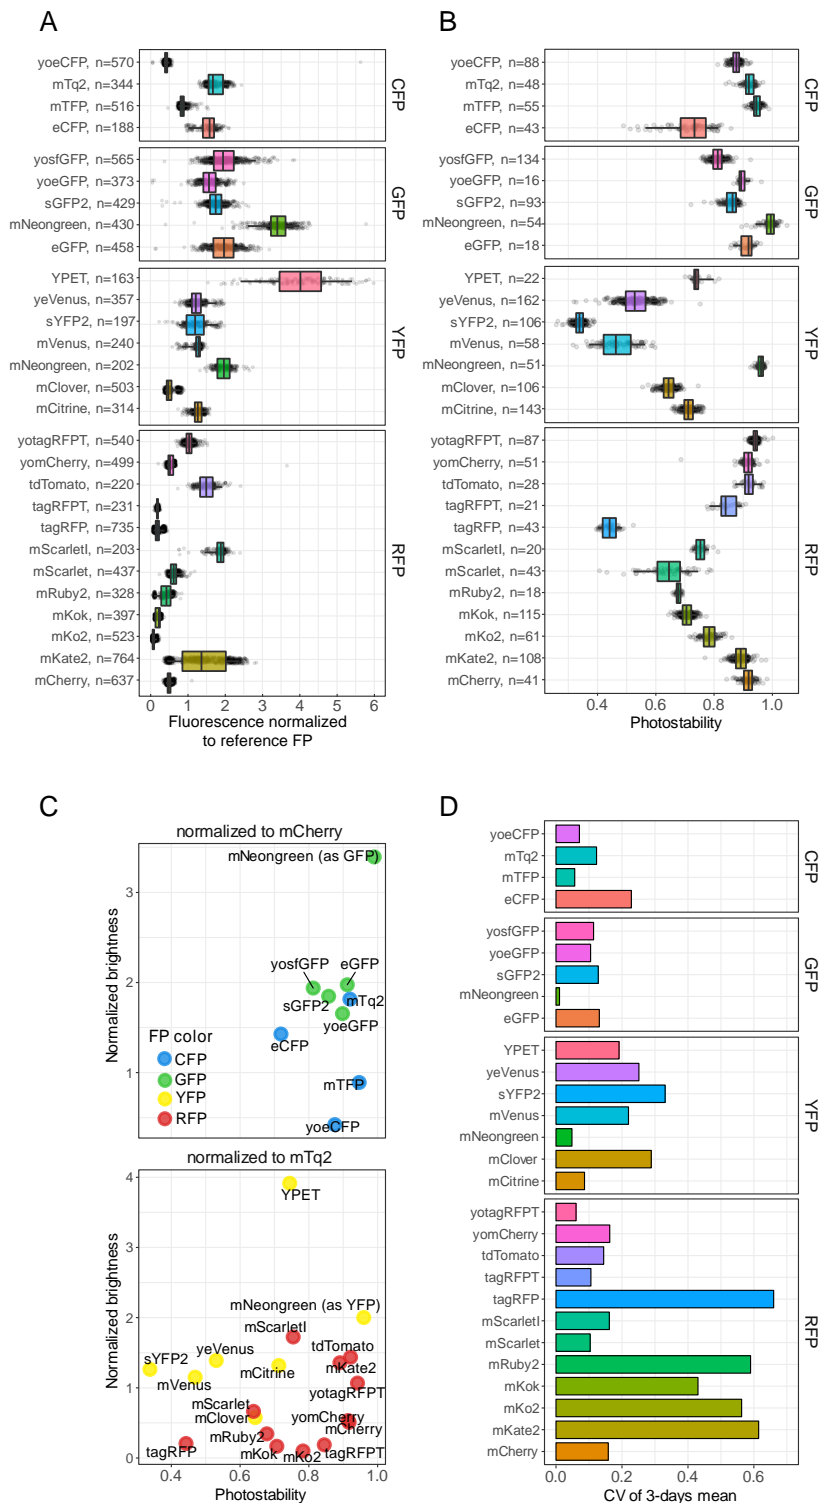 A
yoeCFP, n=570
mTq2, n=344
mTFP, n=516
eCFP, n=188
CFP
yosfGFP, n=565
yoeGFP, n=373
sGFP2, n=429
mNeongreen, n=430
eGFP, n=458
GFP
YPET, n=163
yeVenus, n=357
sYFP2, n=197
mVenus, n=240
mNeongreen, n=202
mClover, n=503
mCitrine, n=314
YFP
yotagRFPT, n=540
yomCherry, n=499
tdTomato, n=220
tagRFPT, n=231
tagRFP, n=735
mScarletI, n=203
mScarlet, n=437
mRuby2, n=328
mKok, n=397
mKo2, n=523
mKate2, n=764
mCherry, n=637
RFP
0 1 2 3 4 5 6
Fluorescence normalized
to reference FP
B
yoeCFP, n=88
mTq2, n=48
mTFP, n=55
eCFP, n=43
CFP
yosfGFP, n=134
yoeGFP, n=16
sGFP2, n=93
mNeongreen, n=54
eGFP, n=18
GFP
YPET, n=22
yeVenus, n=162
sYFP2, n=106
mVenus, n=58
mNeongreen, n=51
mClover, n=106
mCitrine, n=143
YFP
yotagRFPT, n=87
yomCherry, n=51
tdTomato, n=28
tagRFPT, n=21
tagRFP, n=43
mScarletI, n=20
mScarlet, n=43
mRuby2, n=18
mKok, n=115
mKo2, n=61
mKate2, n=108
mCherry, n=41
RFP
0.4 0.6 0.8 1.0
Photostability
C
normalized to mCherry
Normalized brightness
3
2
1
mNeongreen (as GFP)
yosfGFP
eGFP
sGFP2
mTq2
yoeGFP
eCFP
mTFP
yoeCFP
FP color
CFP
GFP
YFP
RFP
normalized to mTq2
Normalized brightness
4
3
2
1
0
YPET
mNeongreen (as YFP)
mScarletI
tdTomato
yeVenus
sYFP2
mCitrine
mKate2
mVenus
yotagRFPT
mScarlet
mClover
yomCherry
mCherry
mRuby2
tagRFP
mKok
mKo2
tagRFPT
0.4 0.6 0.8 1.0
Photostability
D
yoeCFP
mTq2
mTFP
eCFP
CFP
yosfGFP
yoeGFP
sGFP2
mNeongreen
eGFP
GFP
YPET
yeVenus
sYFP2
mVenus
mNeongreen
mClover
mCitrine
YFP
yotagRFPT
yomCherry
tdTomato
tagRFPT
tagRFP
mScarletI
mScarlet
mRuby2
mKok
mKo2
mKate2
mCherry
RFP
0.0 0.2 0.4 0.6
CV of 3-days mean